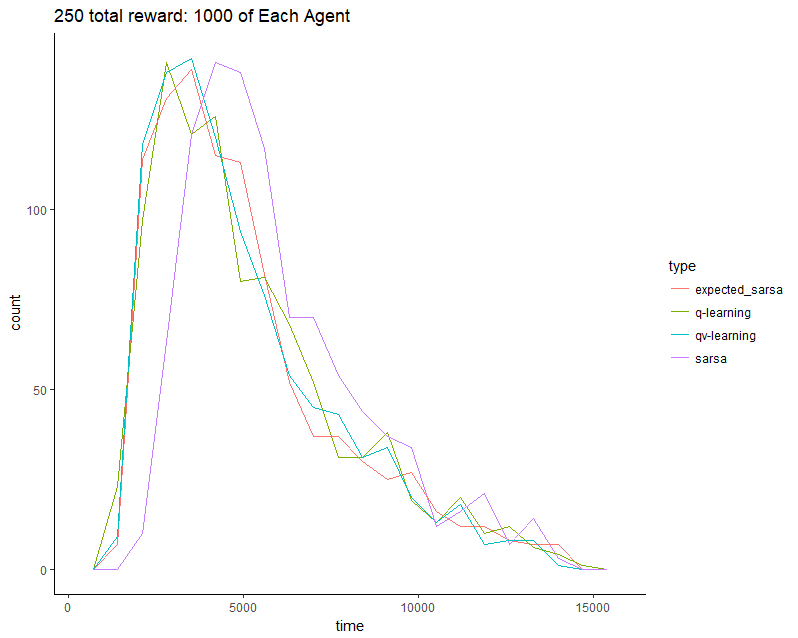 250 total reward: 1000 of Each Agent
100
50
0
count
0
5000
10000
15000
time
type
expected_sarsa
q-learning
qv-learning
sarsa